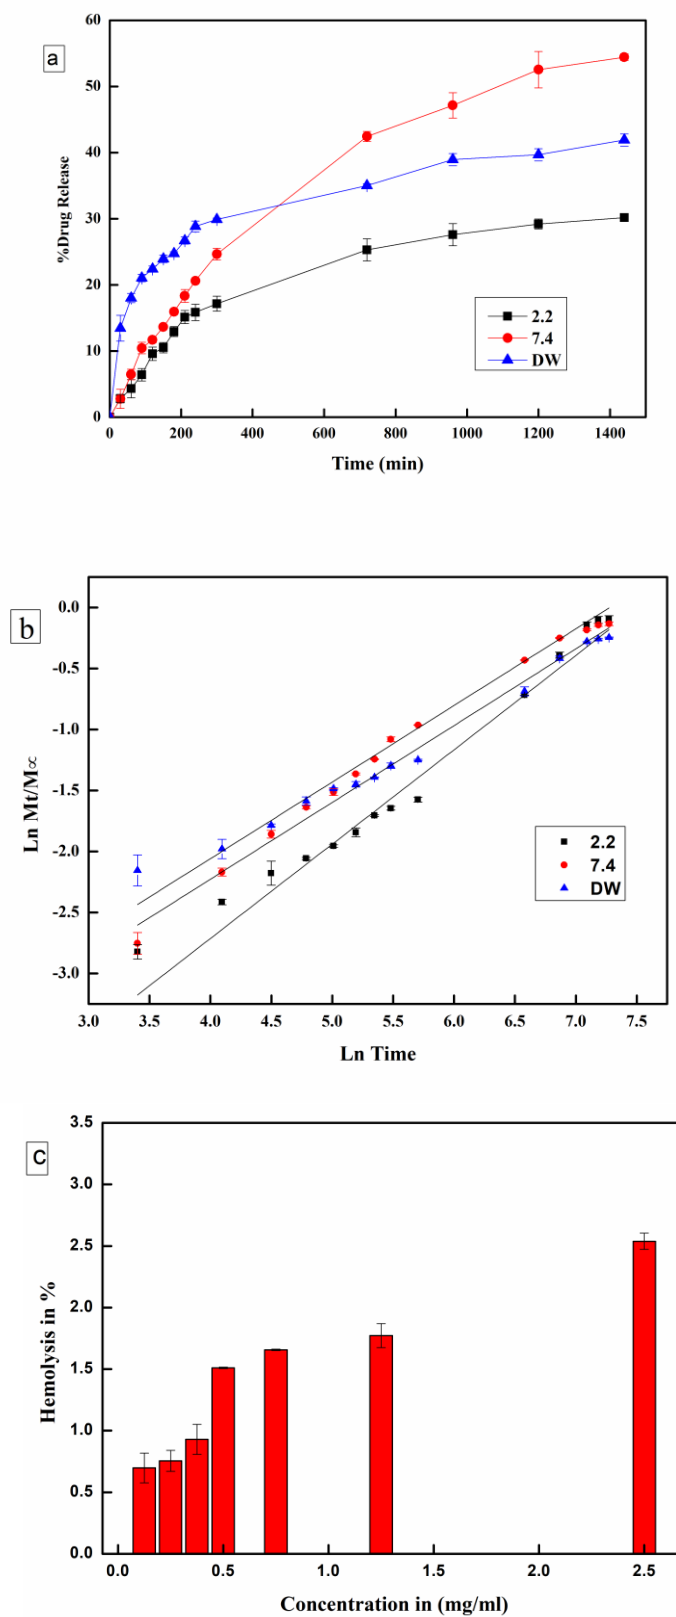 a
60
50
40
30
20
10
0
%Drug Release
2.2
7.4
DW
0 200 400 600 800 1000 1200 1400
Time (min)
b
0.0
-0.5
-1.0
-1.5
-2.0
-2.5
-3.0
Ln Mt/M∝
2.2
7.4
DW
3.0 3.5 4.0 4.5 5.0 5.5 6.0 6.5 7.0 7.5
Ln Time
C
3.5
3.0
2.5
2.0
1.5
1.0
0.5
0.0
Hemolysis in %
0.0 0.5 1.0 1.5 2.0 2.5
Concentration in (mg/ml)